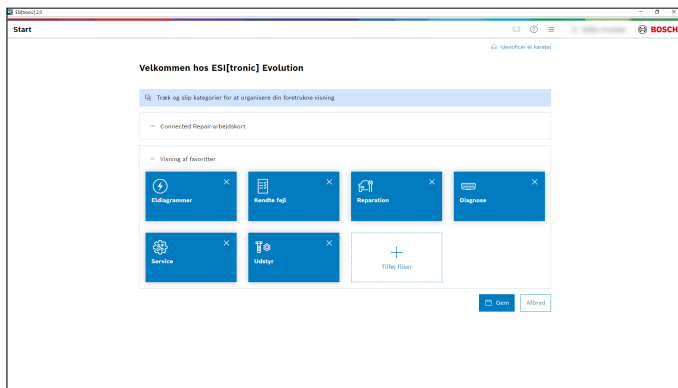 ESI[tronic] 2.0
Start
BOSCH
Identificer et køretøj
Velkommen hos ESI[tronic] Evolution
Træk og slip kategorier for at organisere din foretrukne visning
Connected Repair-arbejdskort
Visning af favoritter
Eldiagrammer
Kendte fejl
Reparation
Diagnose
Service
Udstyr
Tilføj fliser
Gem
Afbryd